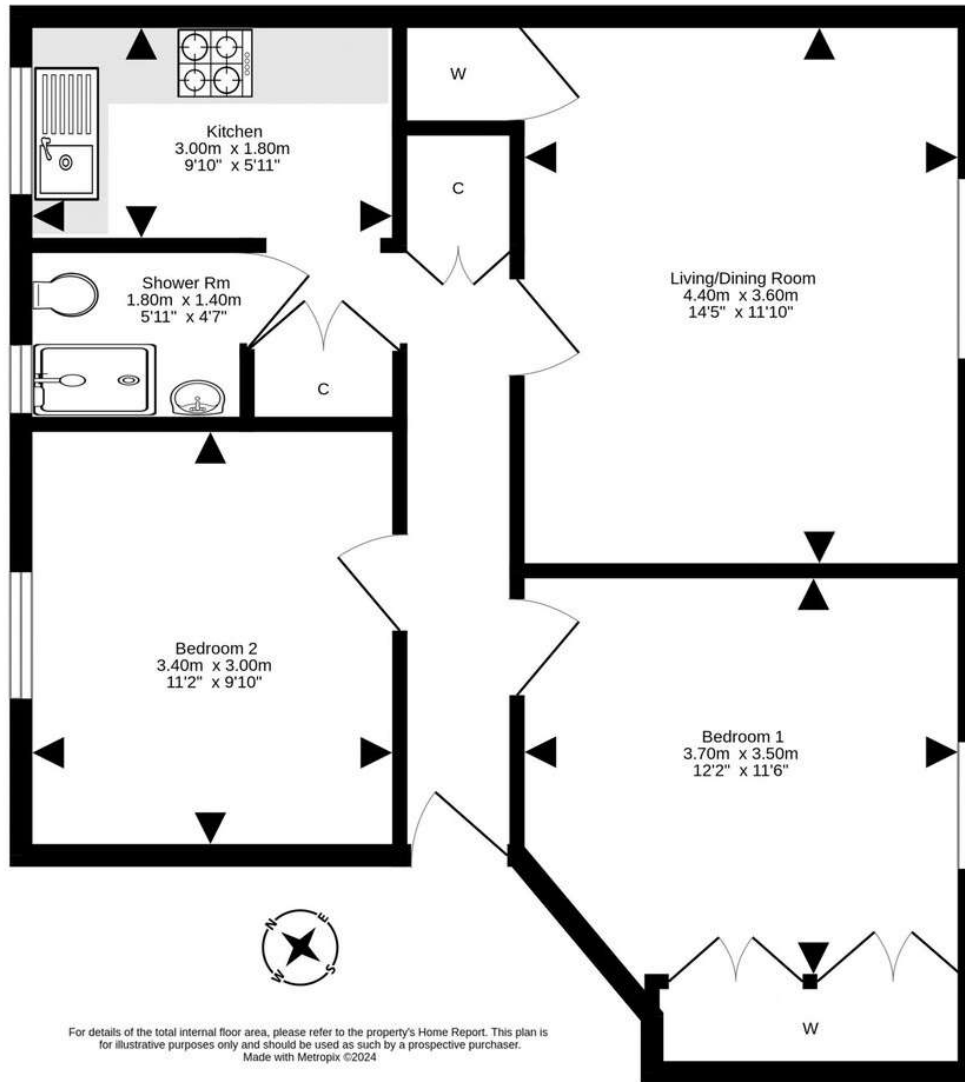 W
Kitchen
3.00m x 1.80m
9'10" x 5'11"
C
Living/Dining Room
4.40m x 3.60m
14'5" x 11'10"
Shower Rm
1.80m x 1.40m
5'11" x 4'7"
C
Bedroom 2
3.40m x 3.00m
11'2" x 9'10"
Bedroom 1
3.70m x 3.50m
12'2" x 11'6"
N
E
W
S
W
For details of the total internal floor area, please refer to the property's Home Report. This plan is
for illustrative purposes only and should be used as such by a prospective purchaser.
Made with Metropix ©2024